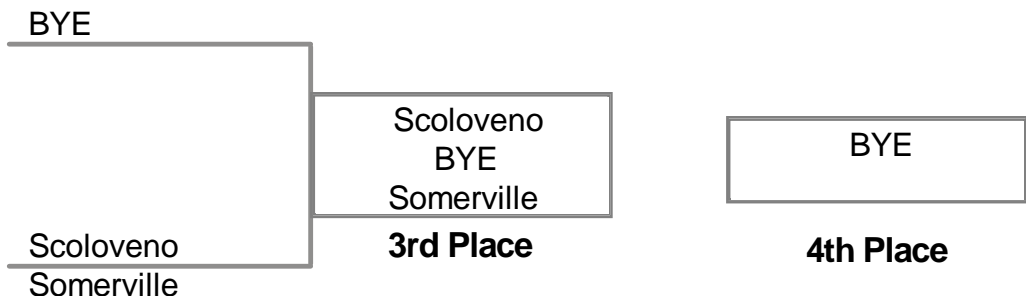 BYE
Scoloveno
BYE
Somerville
BYE
Scoloveno
3rd Place
4th Place
Somerville